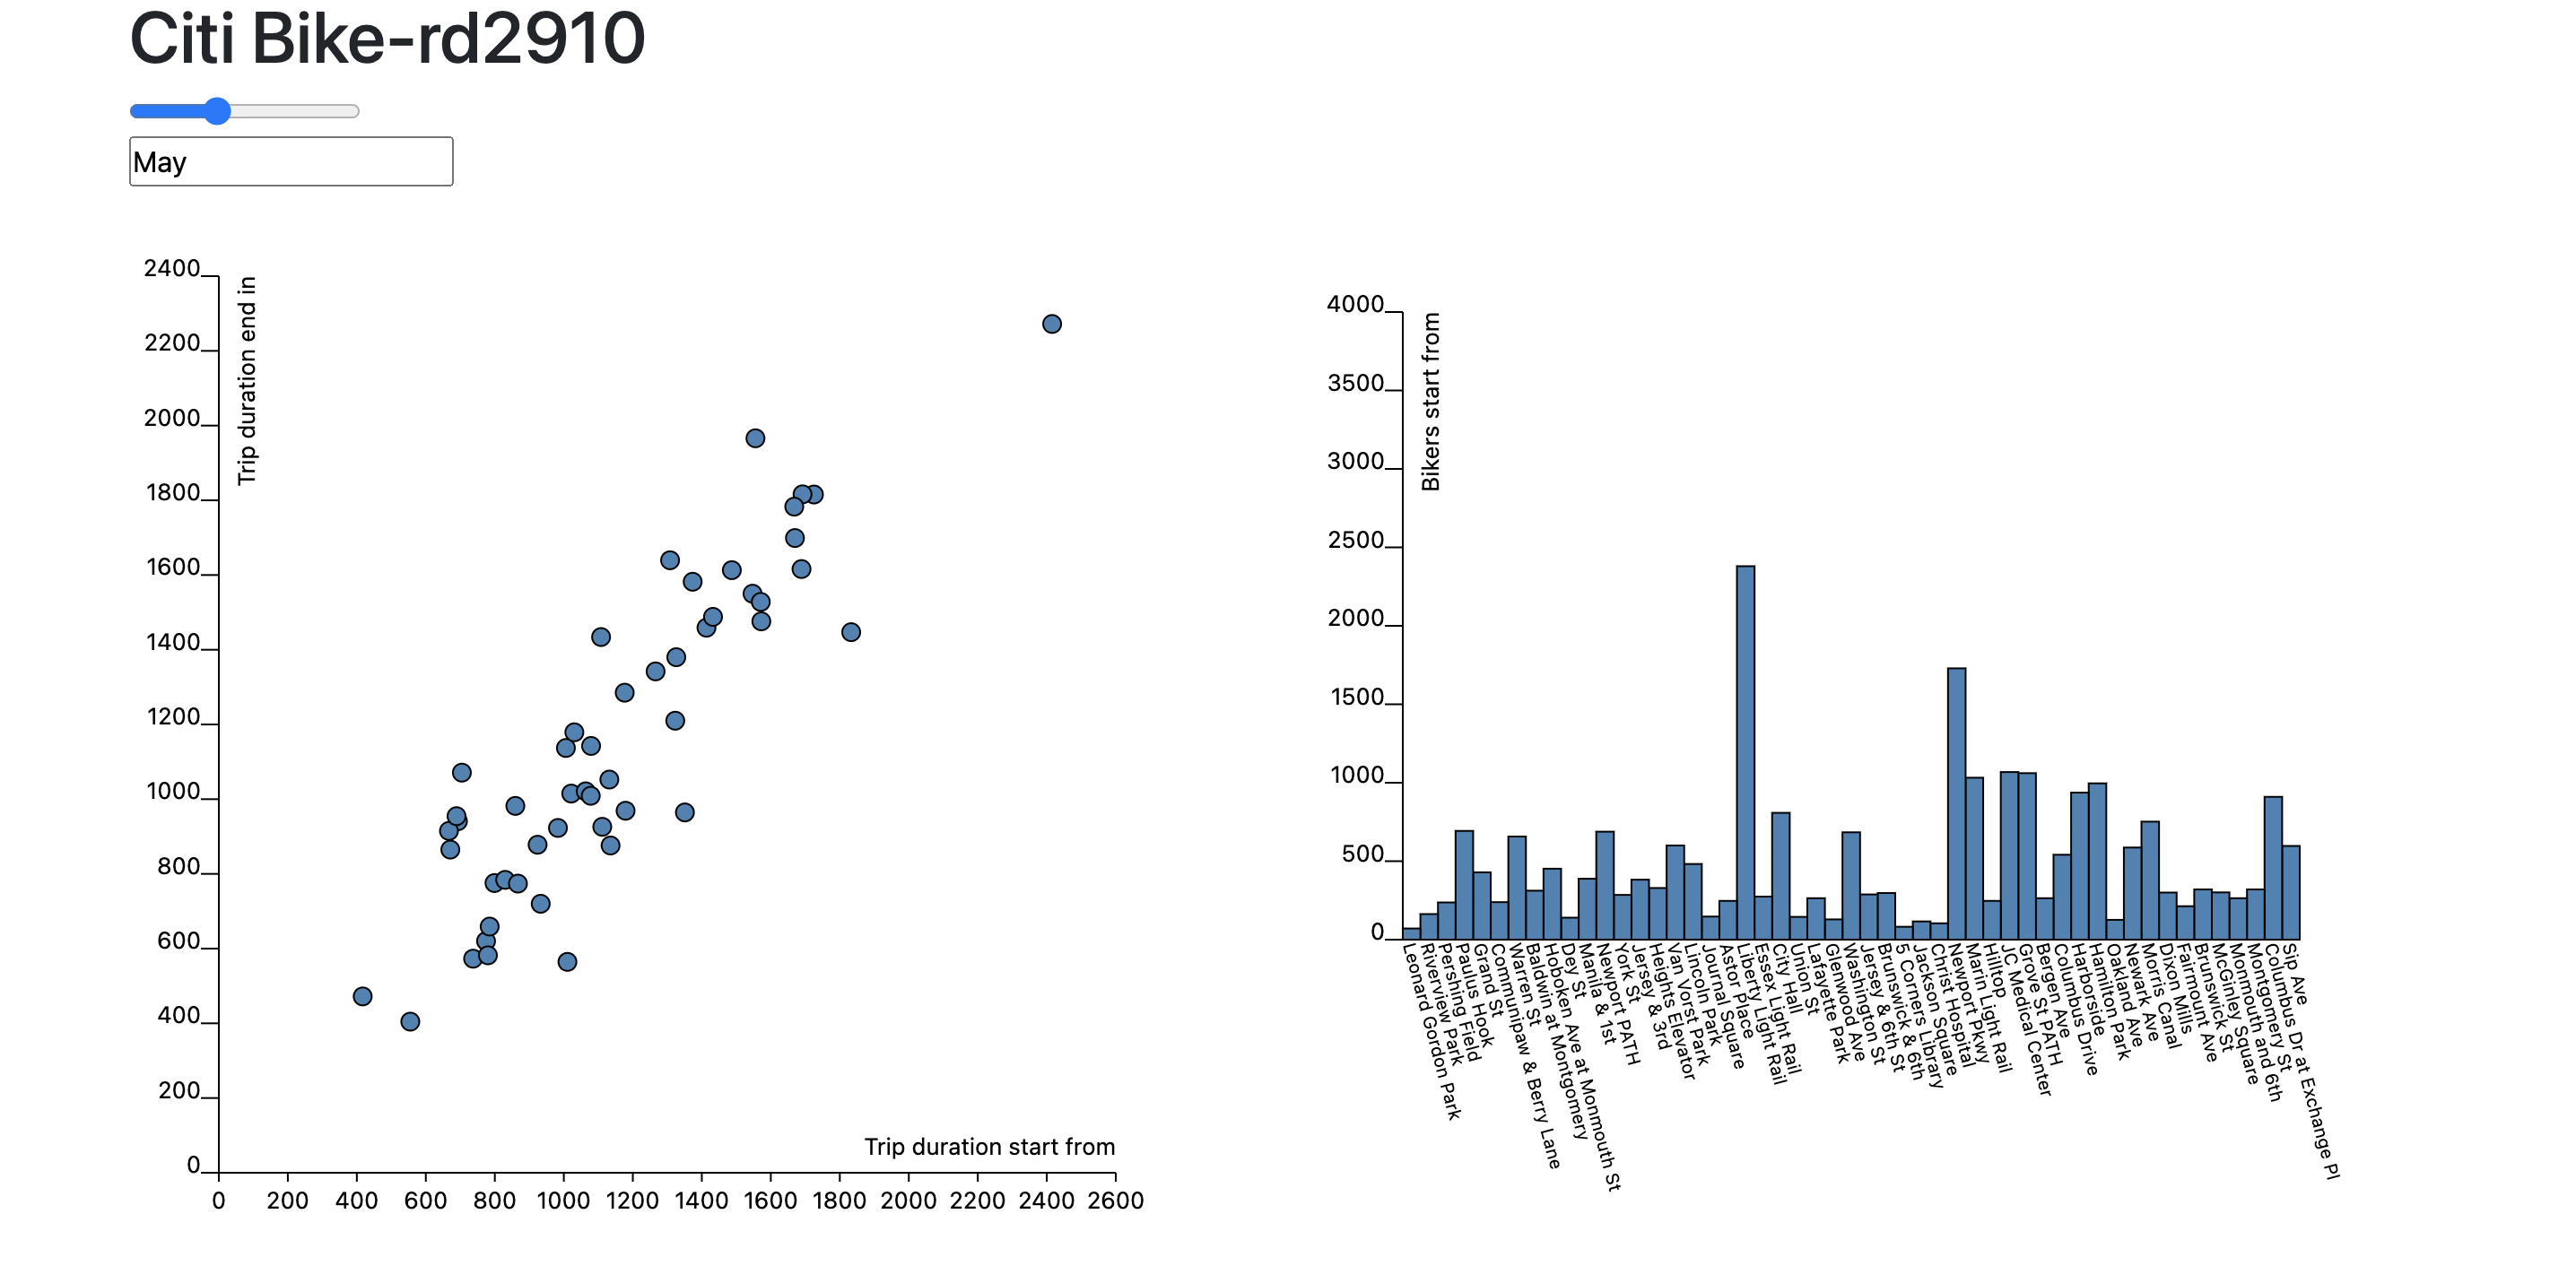 Citi Bike-rd2910
May
2400
2200
2000
1800
1600
1400
1200
1000
800
600
400
200
0
Trip duration end in
Trip duration start from
0 200 400 600 800 1000 1200 1400 1600 1800 2000 2200 2400 2600
4000
3500
3000
2500
2000
1500
1000
500
0
Bikers start from
Leonard Gordon Park
Riverview Park
Pershing Field
Paulus Hook
Grand St
Communipaw & Berry Lane
Warren St
Baldwin at Montgomery
Hoboken Ave at Monmouth St
Dey St
Manila & 1st
Newport PATH
York St
Jersey & 3rd
Heights Elevator
Van Vorst Park
Lincoln Park
Journal Square
Astor Place
Liberty Light Rail
Essex Light Rail
City Hall
Union St
Lafayette Park
Glenwood Ave
Washington St
Jersey & 6th St
Brunswick & 6th
5 Corners Library
Jackson Square
Christ Hospital
Newport Pkwy
Marin Light Rail
Hilltop
JC Medical Center
Grove St PATH
Bergen Ave
Columbus Drive
Harborside
Hamilton Park
Oakland Ave
Newark Ave
Morris Canal
Dixon Mills
Fairmount Ave
Brunswick St
McGinley Square
Monmouth and 6th
Montgomery St
Columbus Dr at Exchange Pl
Sip Ave